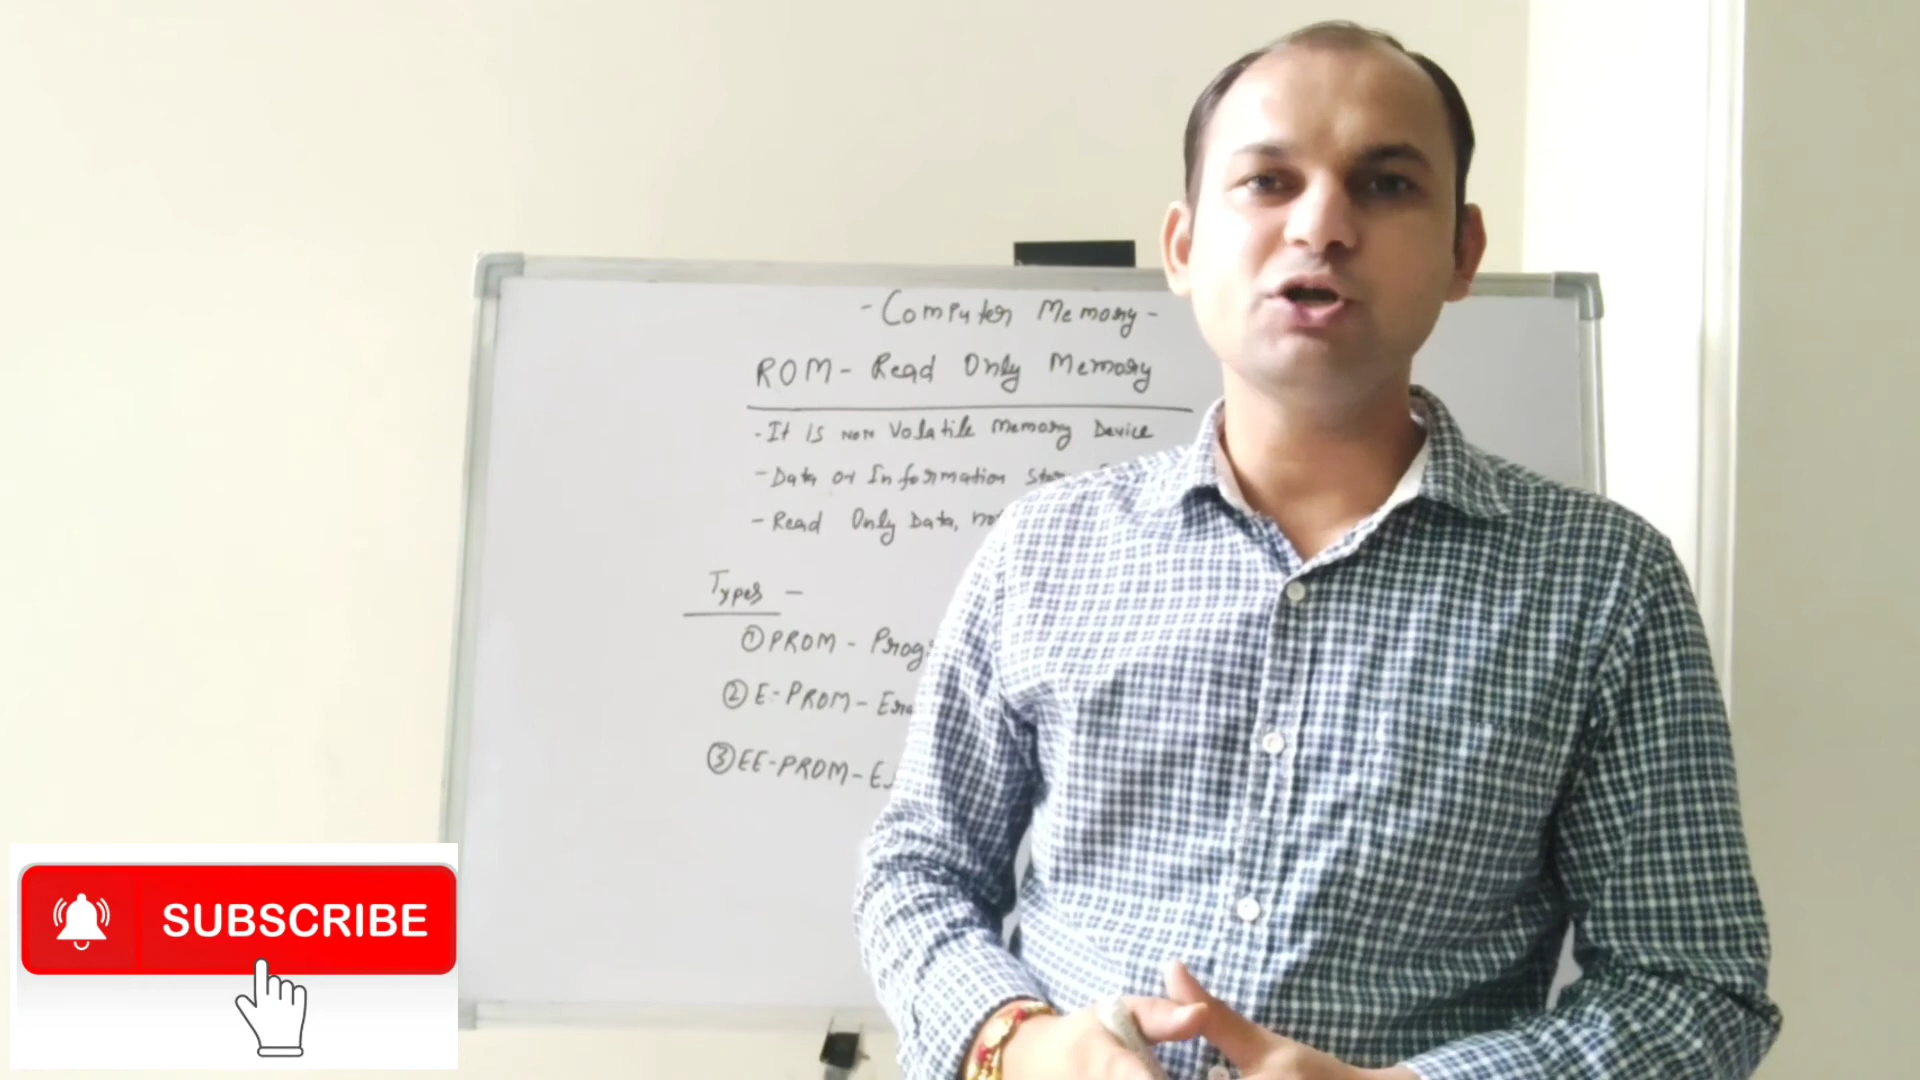 - Computer Memory -
ROM - Read Only Memory
- It is non Volatile Memory Device
- Data or Information
- Read Only Data,
Types -
① PROM -
② E-PROM -
③ EE-PROM -
SUBSCRIBE